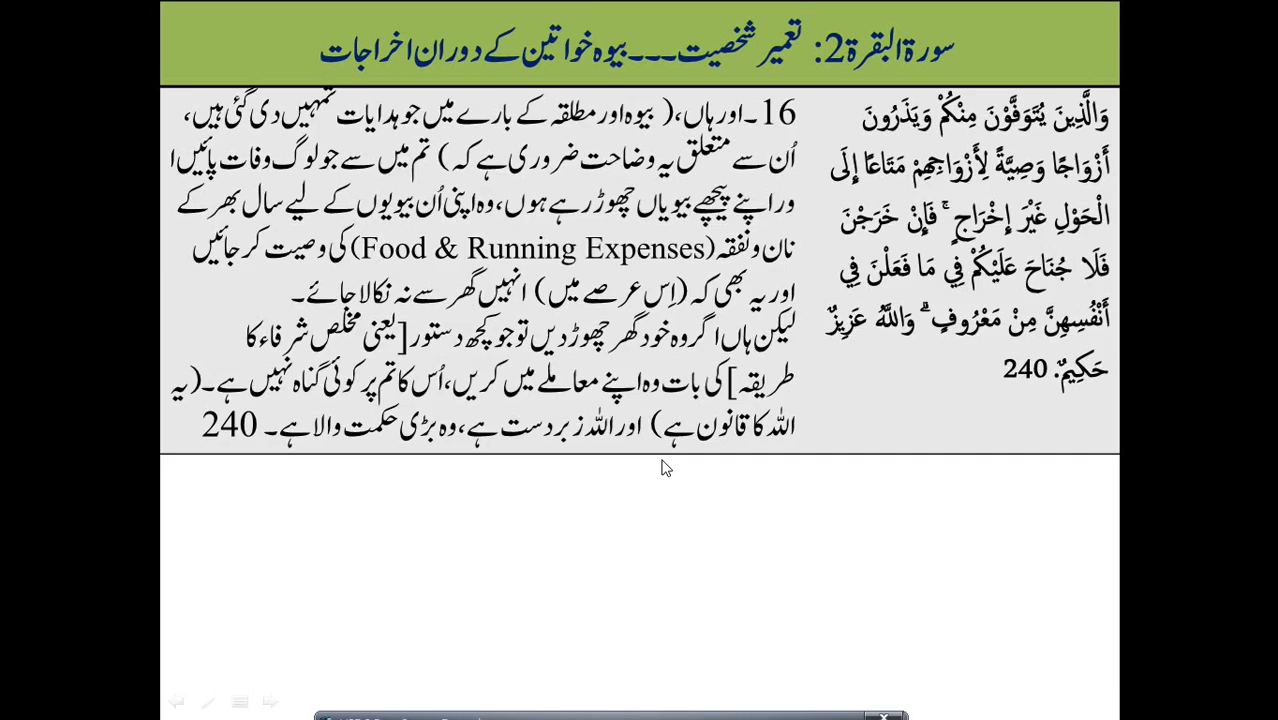 سورۃ البقرۃ 2: تعمیر شخصیت۔۔۔ بیوہ خواتین کے دوران اخراجات
وَالَّذِينَ يُتَوَفَّوْنَ مِنْكُمْ وَيَذَرُونَ
أَزْوَاجًا وَصِيَّةً لِأَزْوَاجِهِمْ مَتَاعًا إِلَى
الْحَوْلِ غَيْرَ إِخْرَاجٍ ۚ فَإِنْ خَرَجْنَ
فَلَا جُنَاحَ عَلَيْكُمْ فِي مَا فَعَلْنَ فِي
أَنْفُسِهِنَّ مِنْ مَعْرُوفٍ ۗ وَاللَّهُ عَزِيزٌ
حَكِيمٌ. 240
16۔ اور ہاں، ( بیوہ اور مطلقہ کے بارے میں جو ہدایات تمہیں دی گئی ہیں،
اُن سے متعلق یہ وضاحت ضروری ہے کہ) تم میں سے جو لوگ وفات پائیں ا
ور اپنے پیچھے بیویاں چھوڑ رہے ہوں، وہ اپنی اُن بیویوں کے لیے سال بھر کے
نان و نفقہ (Food & Running Expenses) کی وصیت کر جائیں
اور یہ بھی کہ (اِس عرصے میں) انہیں گھر سے نہ نکالا جائے۔
لیکن ہاں اگر وہ خود گھر چھوڑ دیں تو جو کچھ دستور [یعنی مخلص شرفاء کا
طریقہ] کی بات وہ اپنے معاملے میں کریں، اُس کا تم پر کوئی گناہ نہیں ہے۔ (یہ
اللہ کا قانون ہے) اور اللہ زبردست ہے، وہ بڑی حکمت والا ہے۔ 240